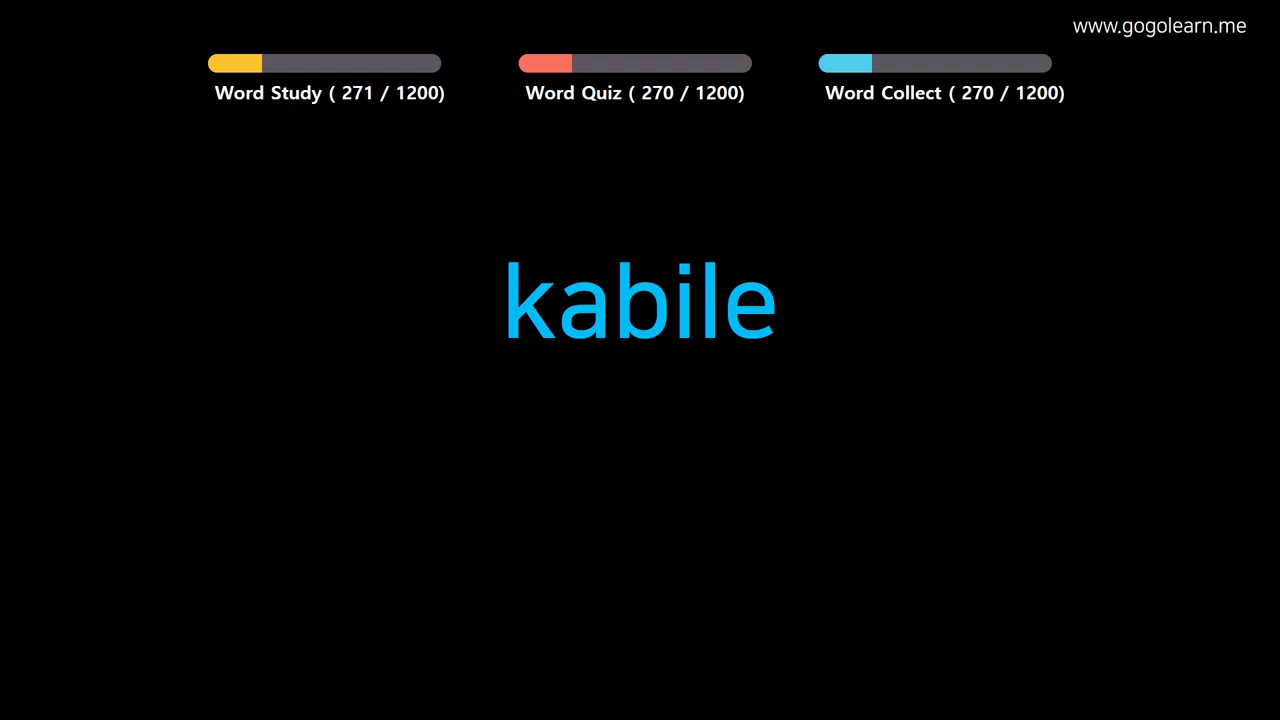 www.gogolearn.me
Word Study ( 271 / 1200)
Word Quiz ( 270 / 1200)
Word Collect ( 270 / 1200)
kabile